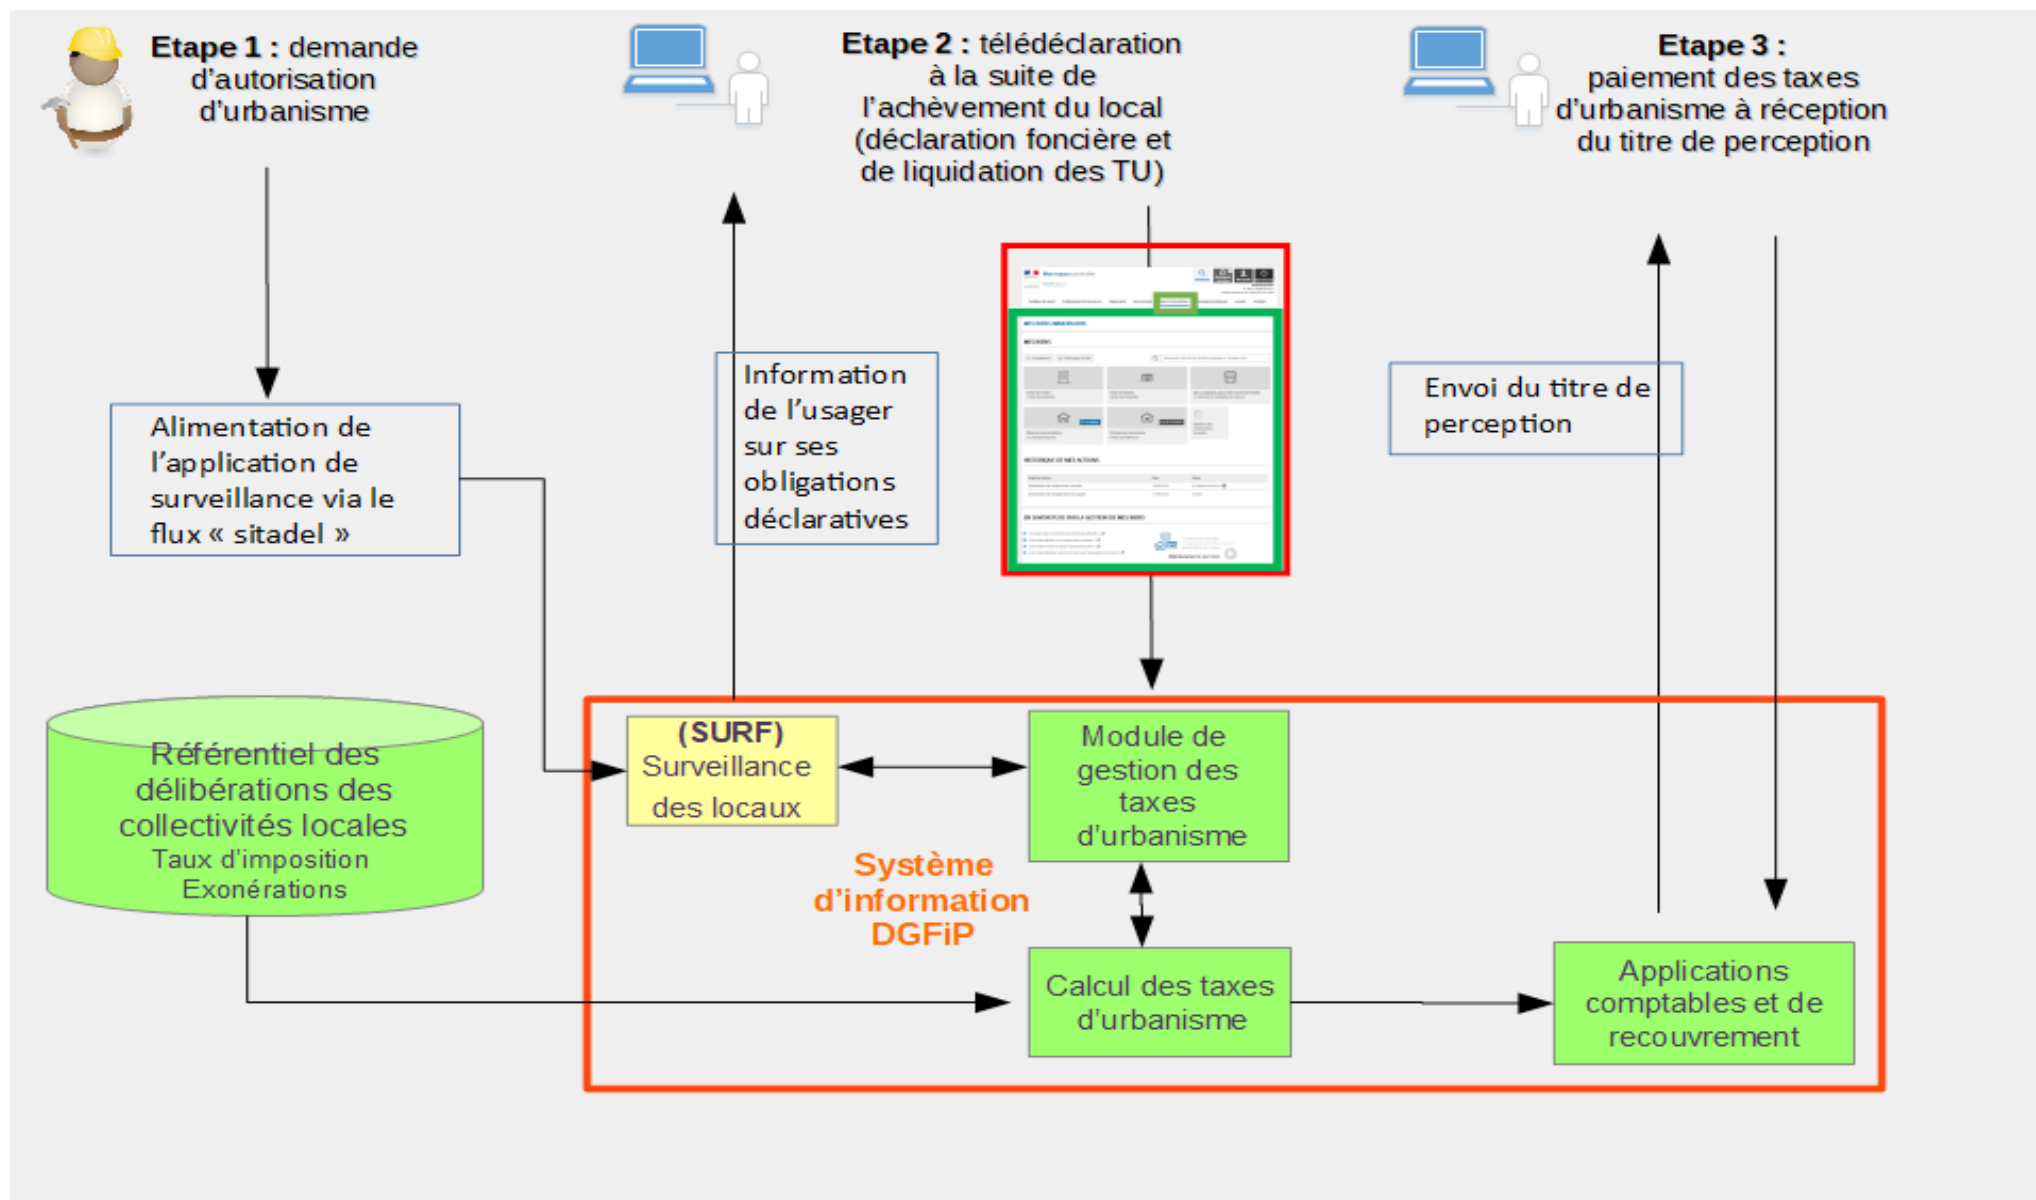 Etape 1 : demande
d’autorisation
d’urbanisme
Etape 2 : télédéclaration
à la suite de
l’achèvement du local
(déclaration foncière et
de liquidation des TU)
Etape 3 :
paiement des taxes
d’urbanisme à réception
du titre de perception
Alimentation de
l’application de
surveillance via le
flux « sitadel »
Information
de l’usager
sur ses
obligations
déclaratives
Envoi du titre de
perception
Référentiel des
délibérations des
collectivités locales
Taux d’imposition
Exonérations
(SURF)
Surveillance
des locaux
Module de
gestion des
taxes
d’urbanisme
Système
d’information
DGFiP
Calcul des taxes
d’urbanisme
Applications
comptables et de
recouvrement